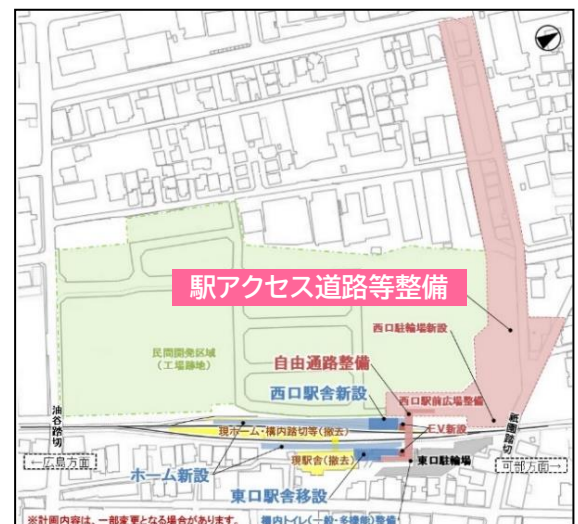 駅アクセス道路等整備
西口駐輪場新設
民間開発区域
(工場跡地)
自由通路整備
西口駅前広場整備
西口駅舎新設
油谷踏切
祇園踏切
現ホーム・構内踏切等(撤去)
EV新設
←広島方面
現駅舎(撤去)
東口駐輪場
可部方面→
ホーム新設
東口駅舎移設
※計画内容は、一部変更となる場合があります。
構内トイレ(一般・多機能)整備